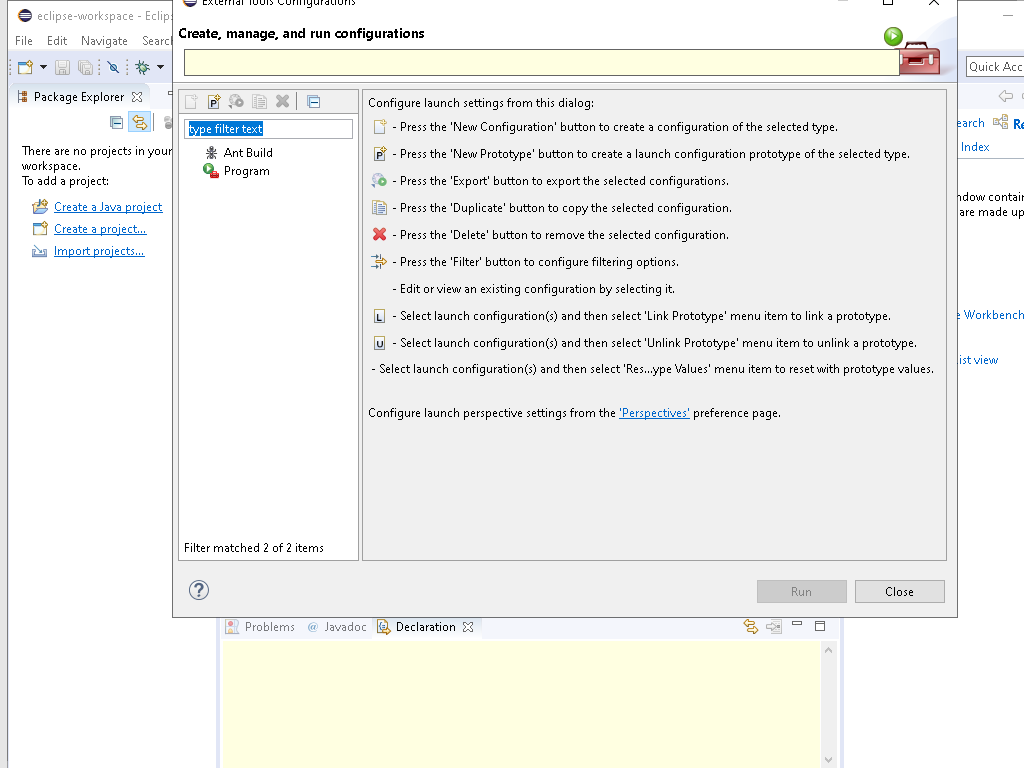 eclipse-workspace - Eclips
External Tools Configurations
File Edit Navigate Search
Create, manage, and run configurations
Quick Acc
Package Explorer
type filter text
Ant Build
Program
Filter matched 2 of 2 items
There are no projects in your
workspace.
To add a project:
Create a Java project
Create a project...
Import projects...
Configure launch settings from this dialog:
- Press the 'New Configuration' button to create a configuration of the selected type.
P - Press the 'New Prototype' button to create a launch configuration prototype of the selected type.
- Press the 'Export' button to export the selected configurations.
- Press the 'Duplicate' button to copy the selected configuration.
- Press the 'Delete' button to remove the selected configuration.
- Press the 'Filter' button to configure filtering options.
- Edit or view an existing configuration by selecting it.
L - Select launch configuration(s) and then select 'Link Prototype' menu item to link a prototype.
U - Select launch configuration(s) and then select 'Unlink Prototype' menu item to unlink a prototype.
- Select launch configuration(s) and then select 'Res...ype Values' menu item to reset with prototype values.
Configure launch perspective settings from the 'Perspectives' preference page.
earch Re
Index
ndow contain
are made up
e Workbench
ist view
? Run Close
Problems @ Javadoc Declaration